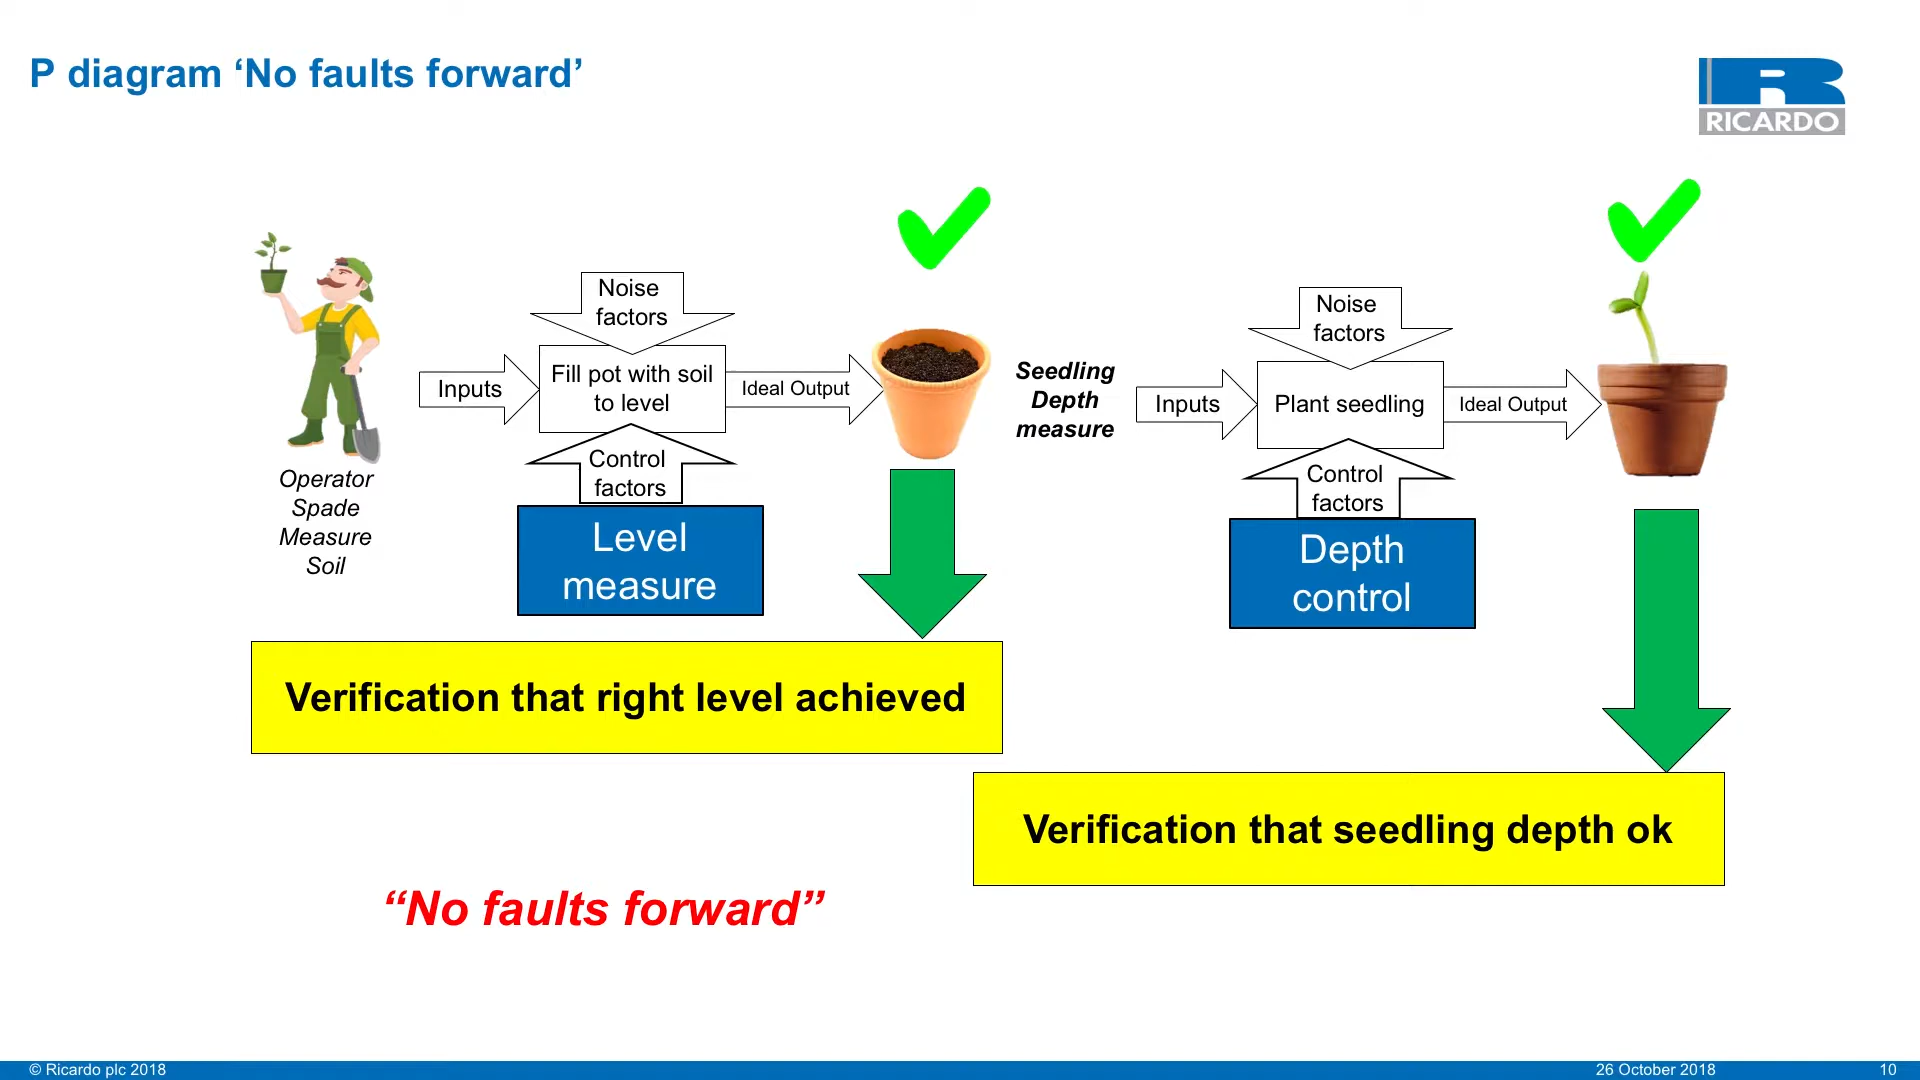 P diagram ‘No faults forward’
RICARDO
Noise
factors
Inputs
Fill pot with soil
to level
Ideal Output
Control
factors
Operator
Spade
Measure
Soil
Level
measure
Verification that right level achieved
Seedling
Depth
measure
Noise
factors
Inputs
Plant seedling
Ideal Output
Control
factors
Depth
control
Verification that seedling depth ok
“No faults forward”
© Ricardo plc 2018
26 October 2018
10